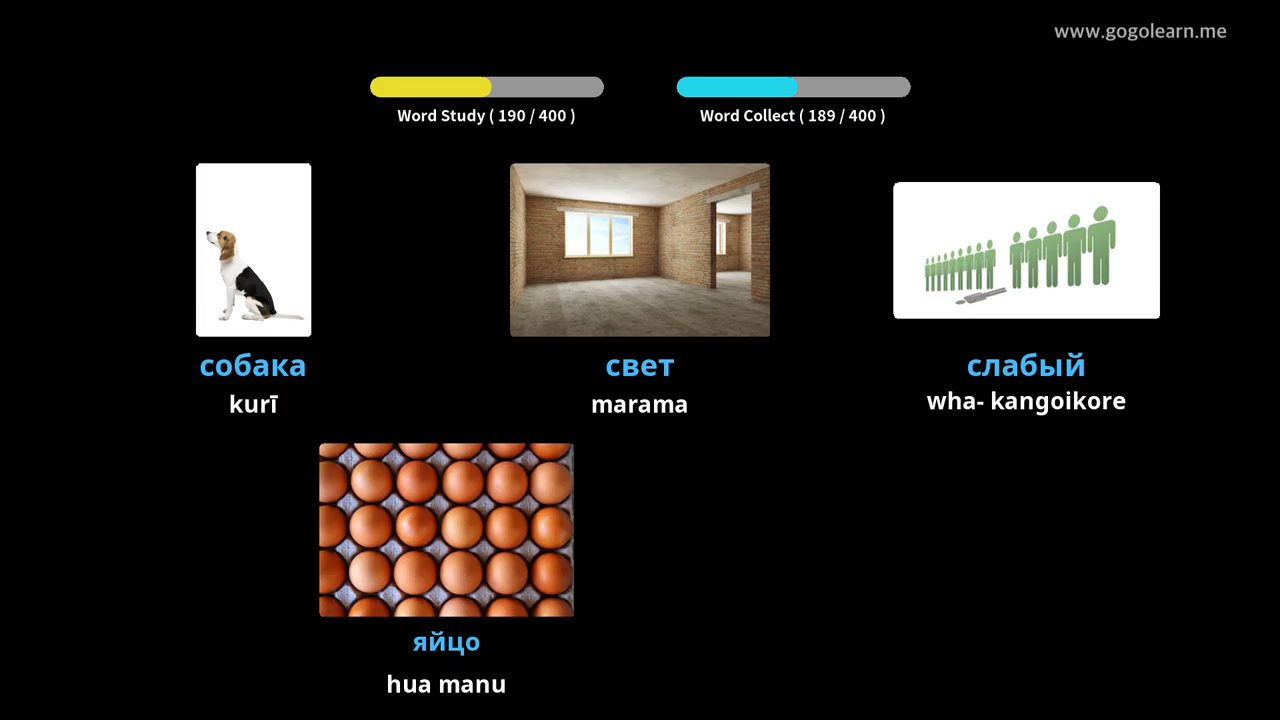 www.gogolearn.me
Word Study ( 190 / 400 )
Word Collect ( 189 / 400 )
собака
kurī
свет
marama
слабый
wha- kangoikore
яйцо
hua manu